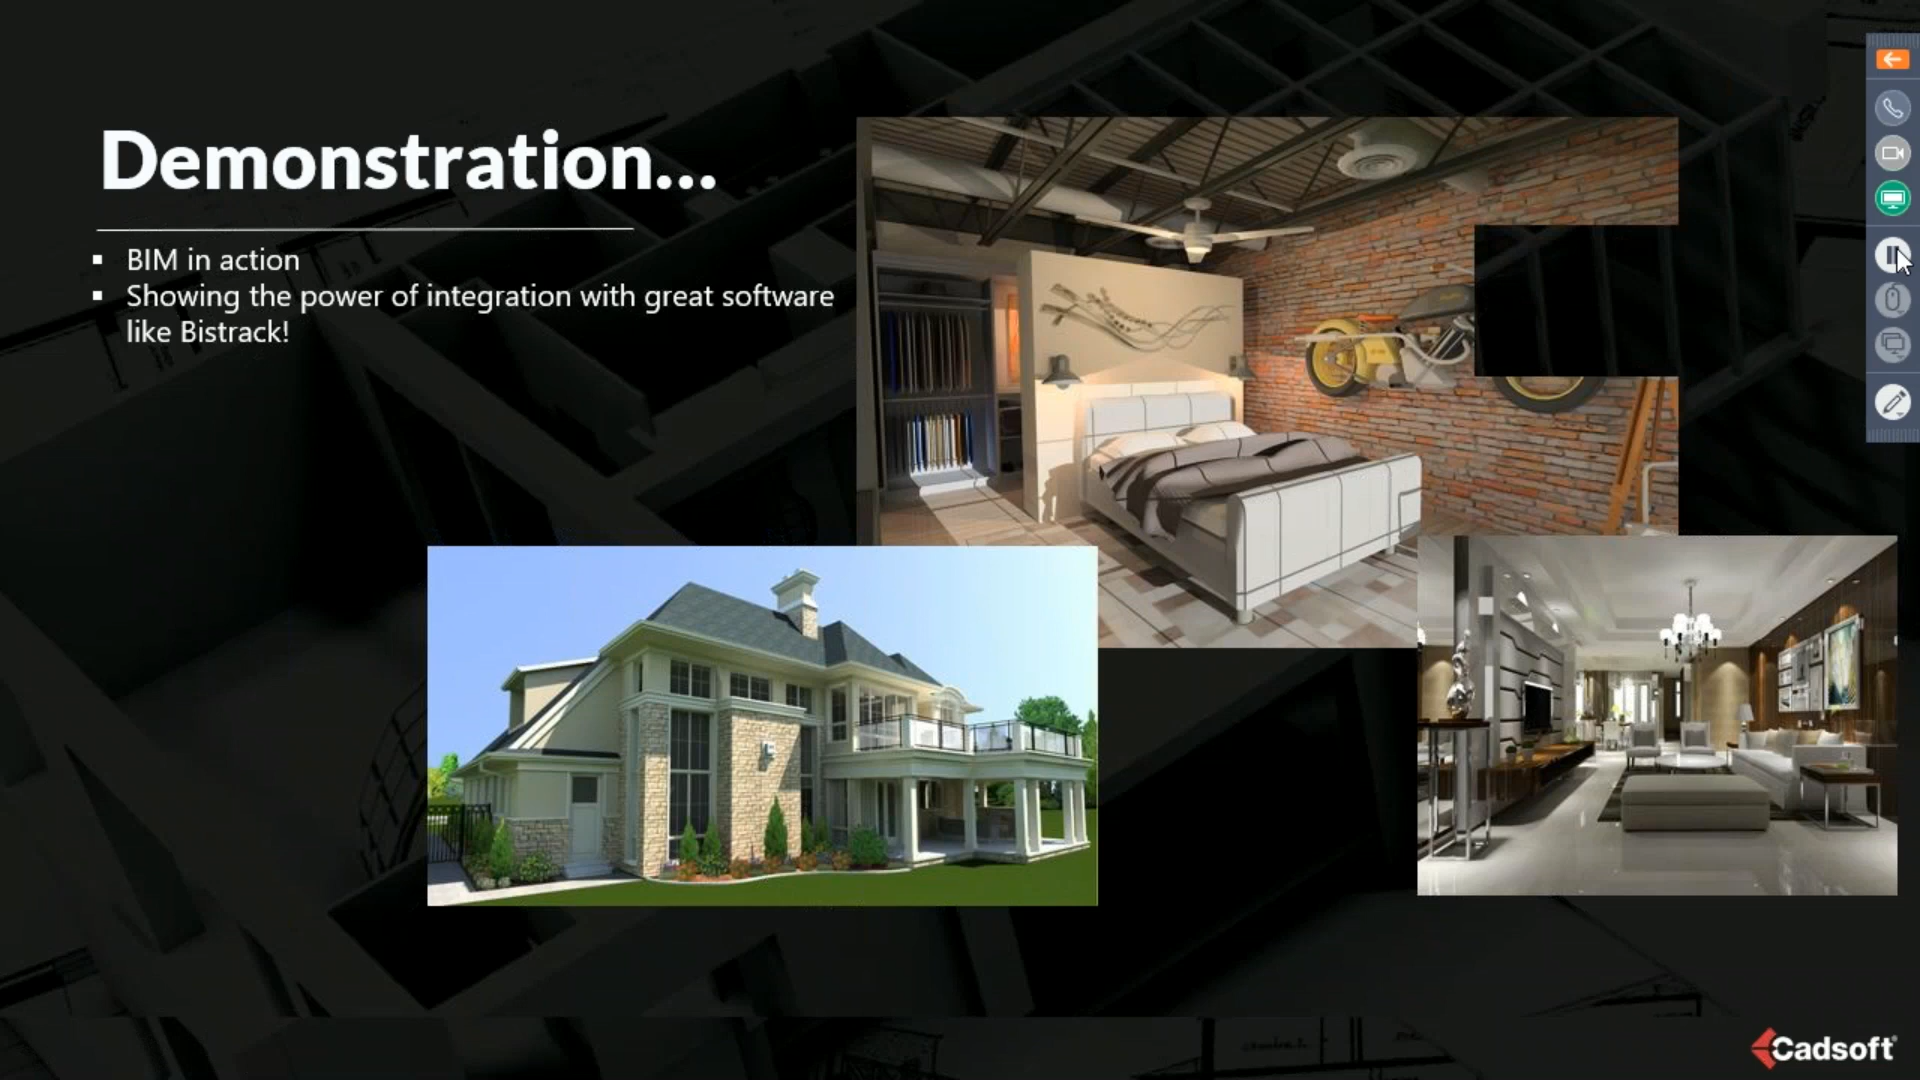 Demonstration...
▪ BIM in action
▪ Showing the power of integration with great software
like Bistrack!
Cadsoft